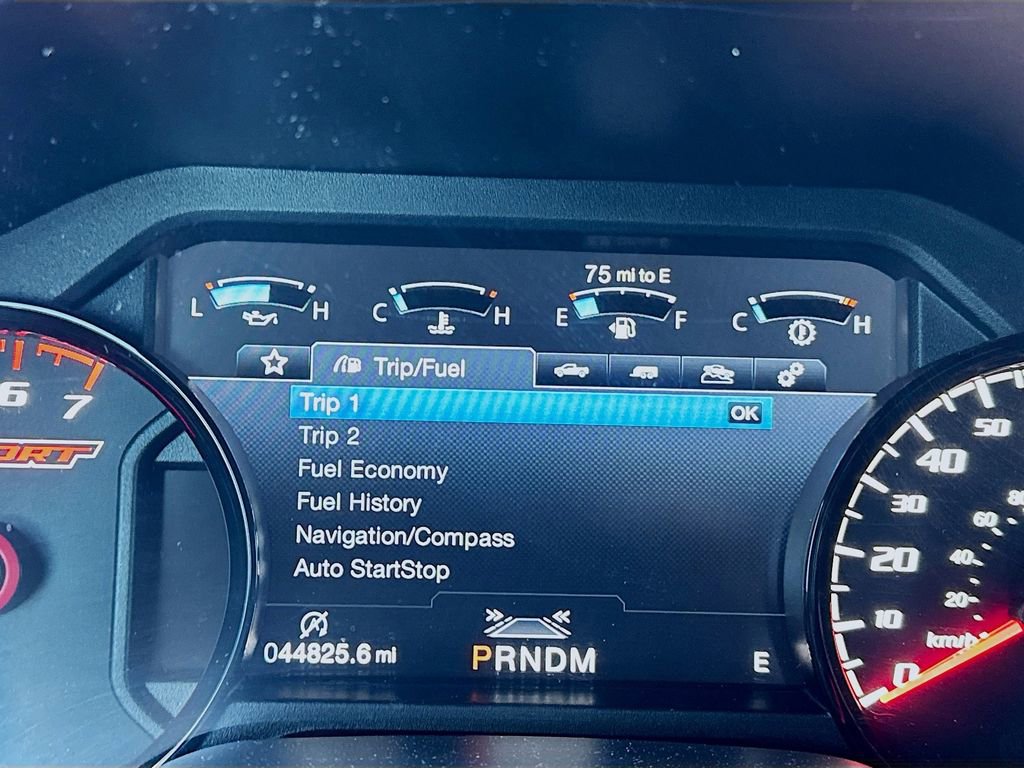 75 mi to E
L H
C H
E F
C H
Trip/Fuel
Trip 1 OK
Trip 2
Fuel Economy
Fuel History
Navigation/Compass
Auto StartStop
044825.6 mi
PRNDM
E
6
7
50
40
30
20
10
0
80
60
40
20
km/h